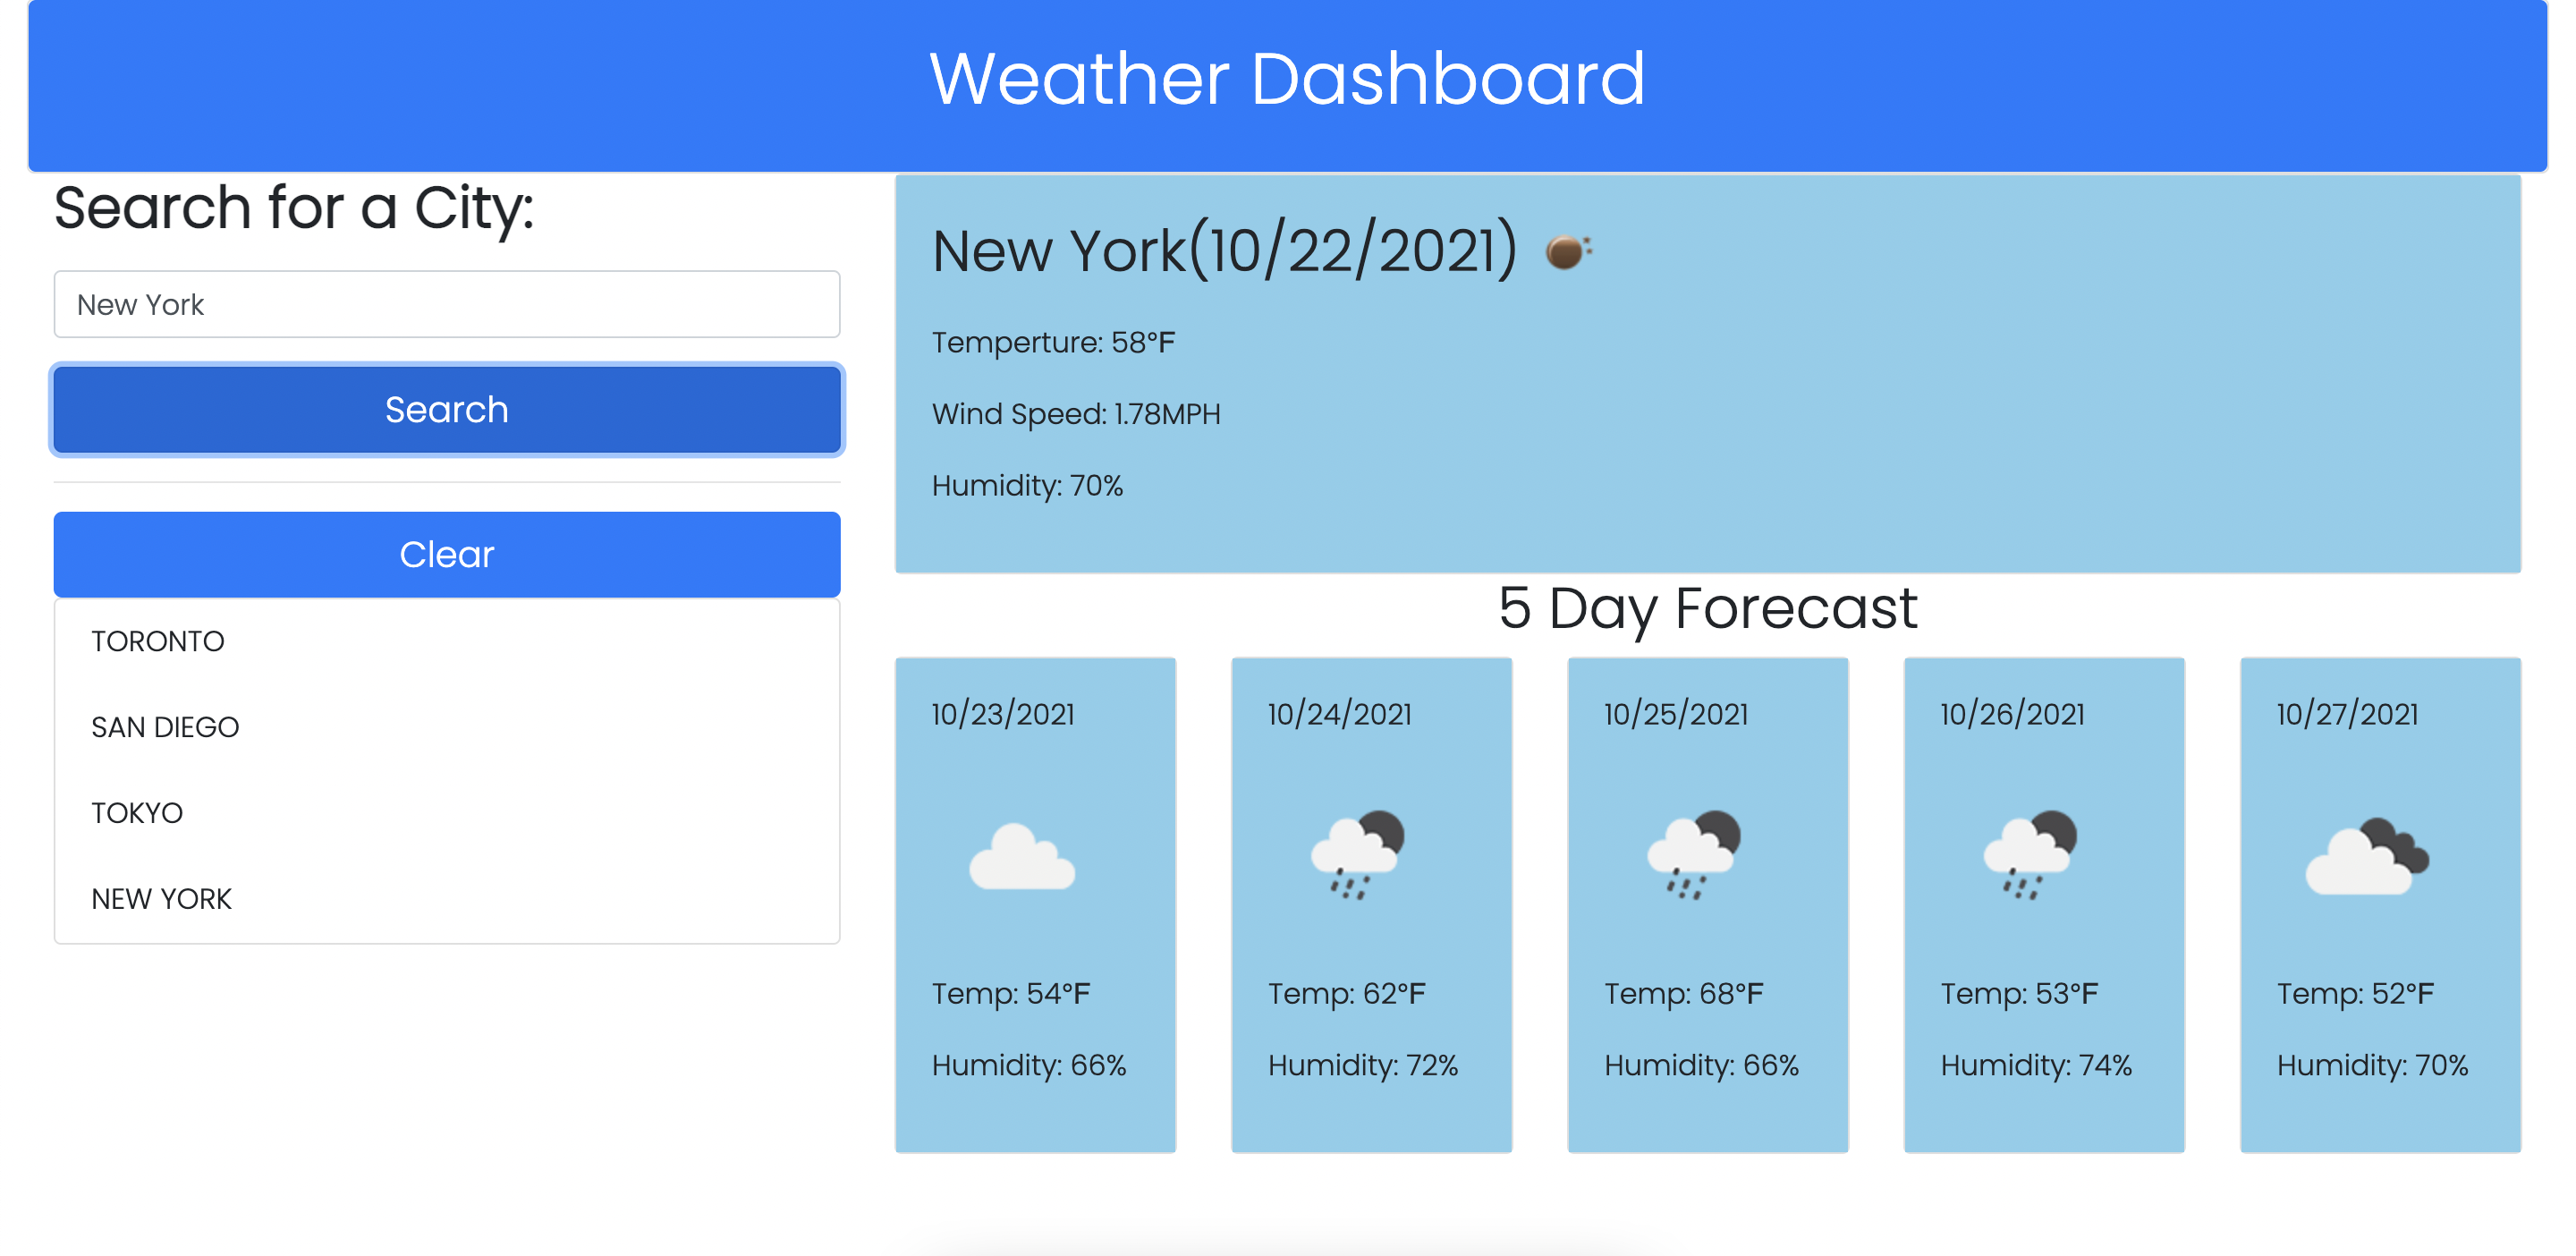 Weather Dashboard
Search for a City:
New York
Search
Clear
TORONTO
SAN DIEGO
TOKYO
NEW YORK
New York(10/22/2021)
Temperture: 58°F
Wind Speed: 1.78MPH
Humidity: 70%
5 Day Forecast
10/23/2021
Temp: 54°F
Humidity: 66%
10/24/2021
Temp: 62°F
Humidity: 72%
10/25/2021
Temp: 68°F
Humidity: 66%
10/26/2021
Temp: 53°F
Humidity: 74%
10/27/2021
Temp: 52°F
Humidity: 70%